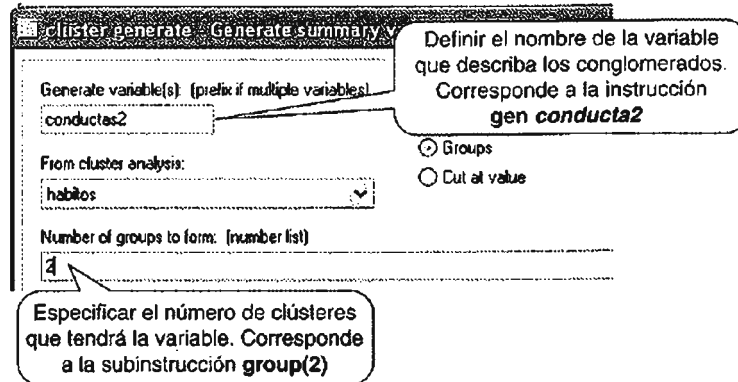 cluster generate - Generate summary v
Definir el nombre de la variable
que describa los conglomerados.
Corresponde a la instrucción
gen conducta2
Generate variable(s): (prefix if multiple variables)
conductas2
Groups
Cut at value
From cluster analysis:
habitos
Number of groups to form: (number list)
2
Especificar el número de clústeres
que tendrá la variable. Corresponde
a la subinstrucción group(2)